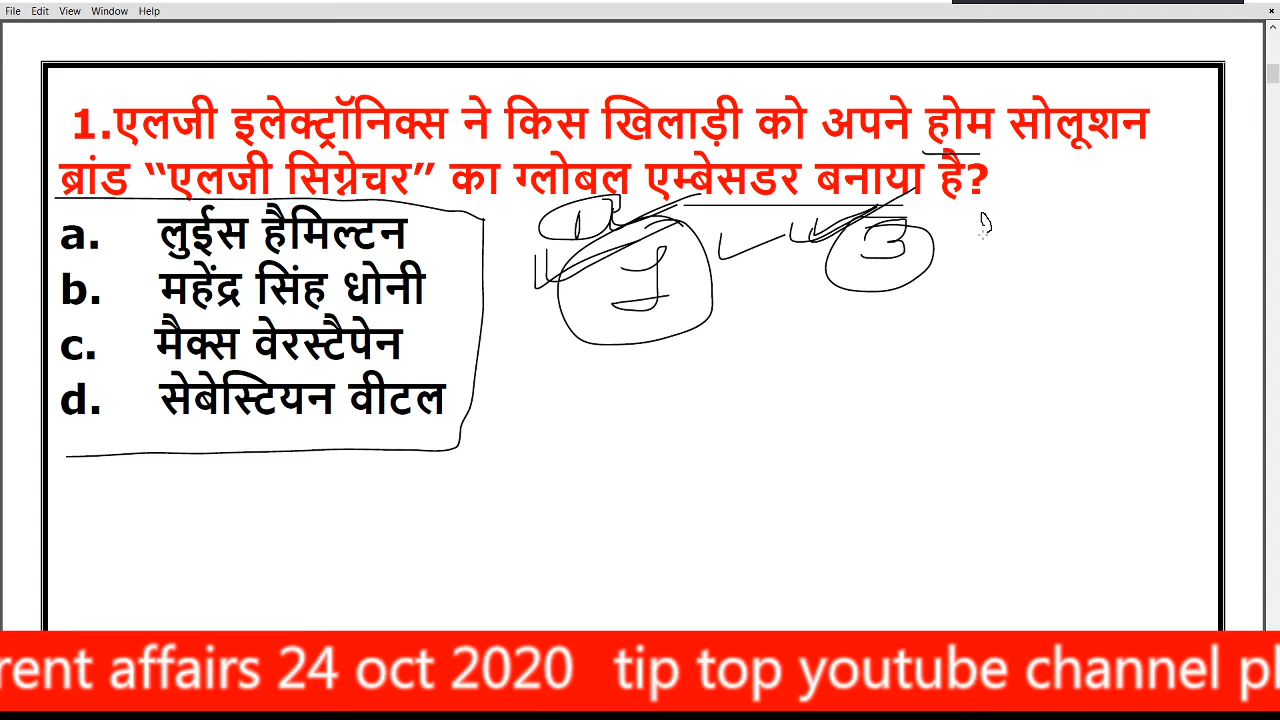 File Edit View Window Help
1.एलजी इलेक्ट्रॉनिक्स ने किस खिलाड़ी को अपने होम सोलूशन
ब्रांड “एलजी सिग्नेचर” का ग्लोबल एम्बेसडर बनाया है?
a. लुईस हैमिल्टन
b. महेंद्र सिंह धोनी
c. मैक्स वेरस्टैपेन
d. सेबेस्टियन वीटल
rent affairs 24 oct 2020 tip top youtube channel pl